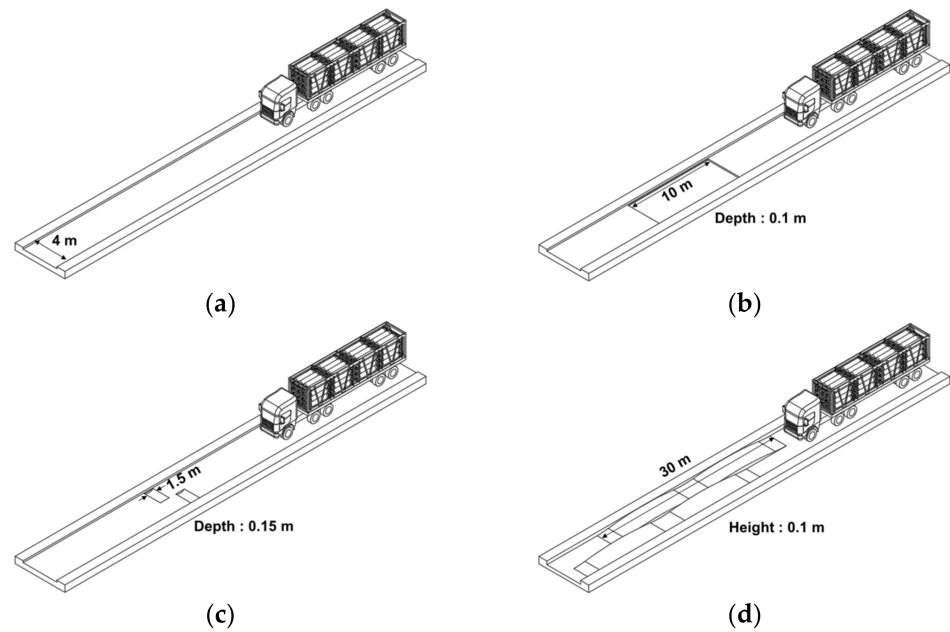 4 m
(a)
10 m
Depth : 0.1 m
(b)
1.5 m
Depth : 0.15 m
(c)
30 m
Height : 0.1 m
(d)